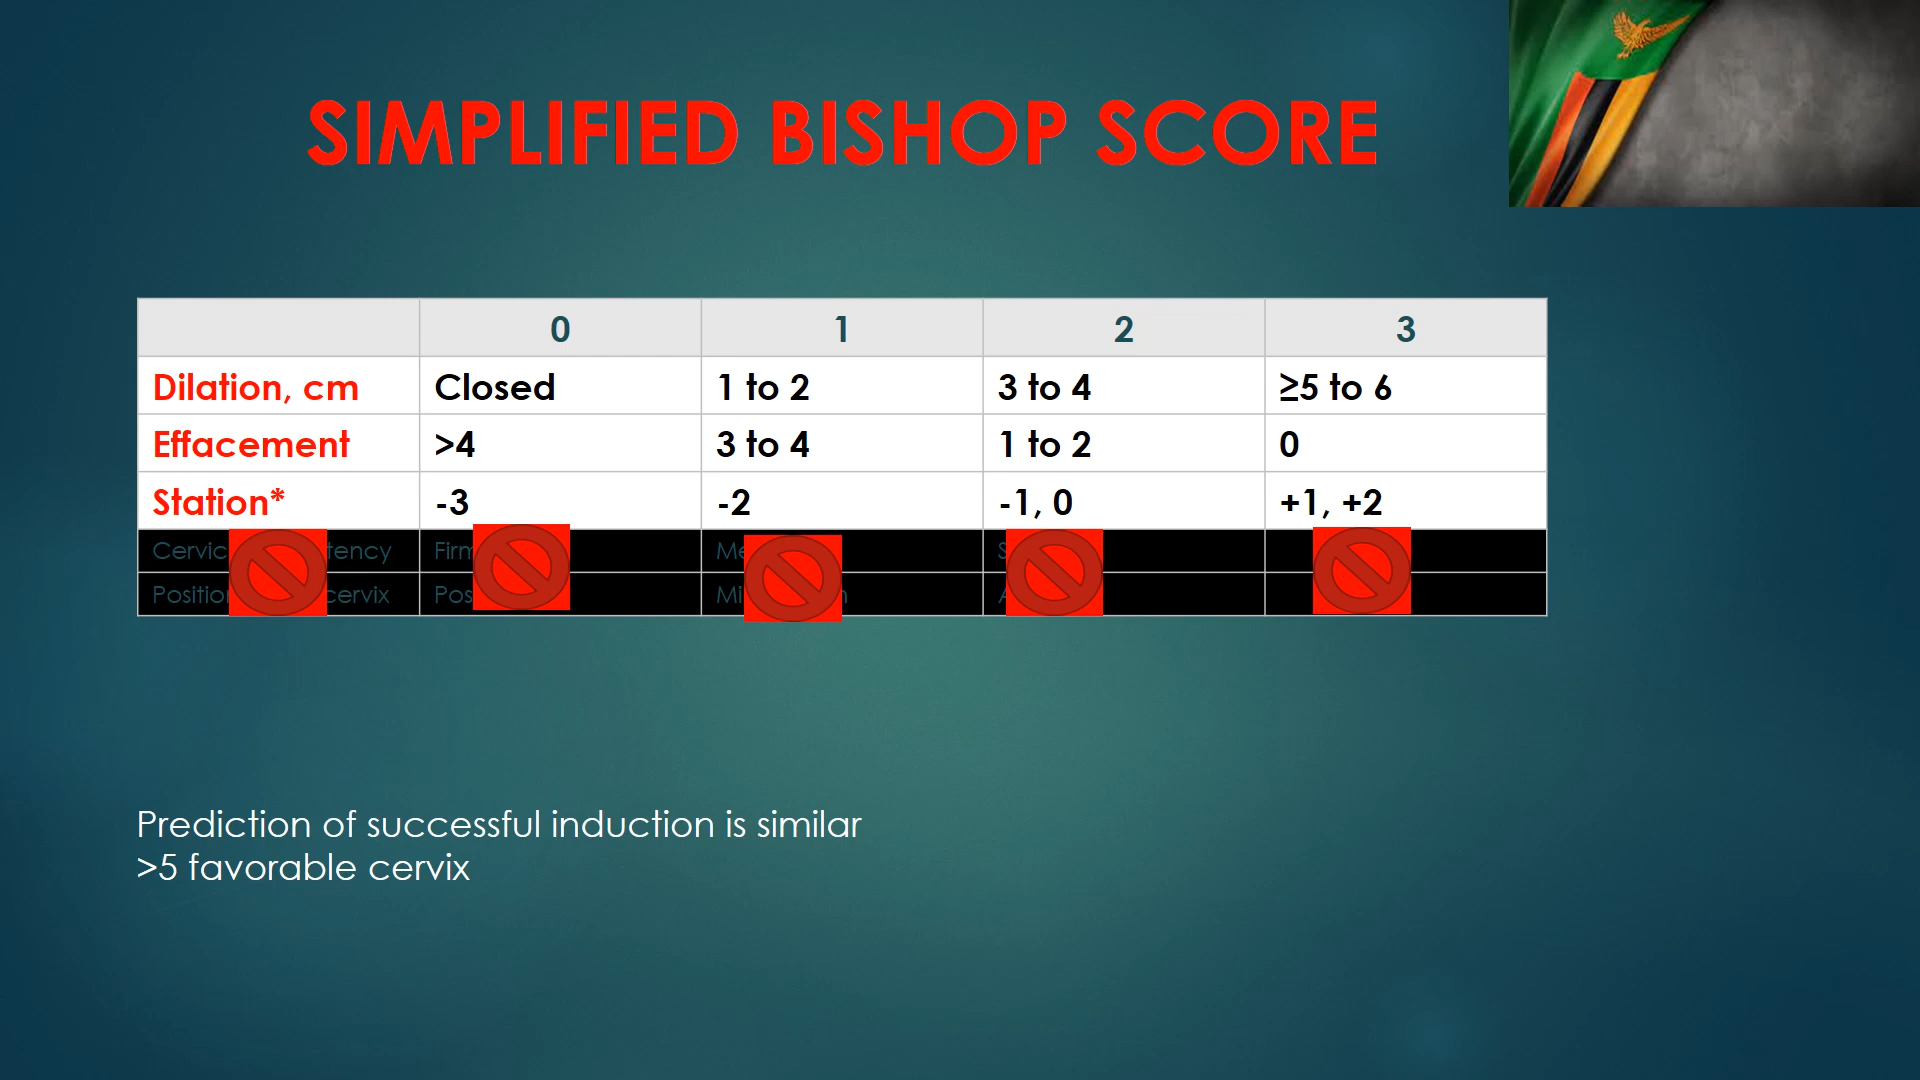 SIMPLIFIED BISHOP SCORE
0 1 2 3
Dilation, cm Closed 1 to 2 3 to 4 ≥5 to 6
Effacement >4 3 to 4 1 to 2 0
Station* -3 -2 -1, 0 +1, +2
Prediction of successful induction is similar
>5 favorable cervix